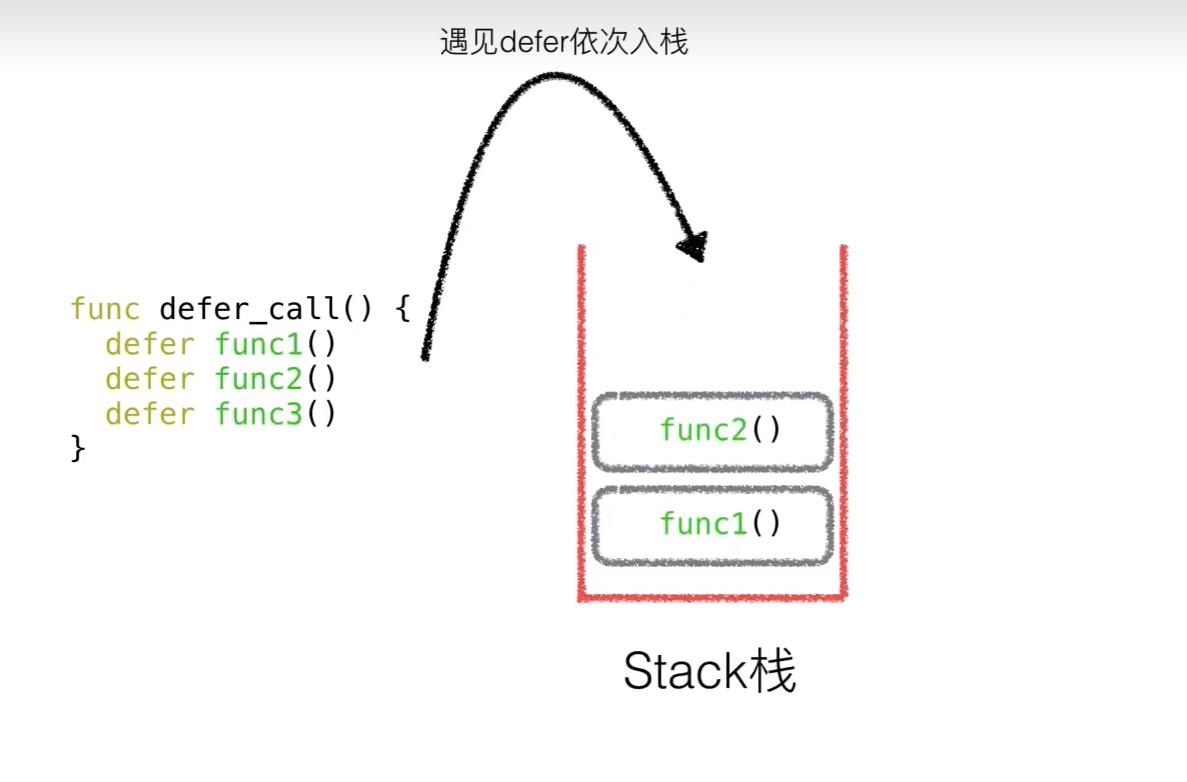 遇见defer依次入栈
func defer_call() {
  defer func1()
  defer func2()
  defer func3()
}
func2()
func1()
Stack栈